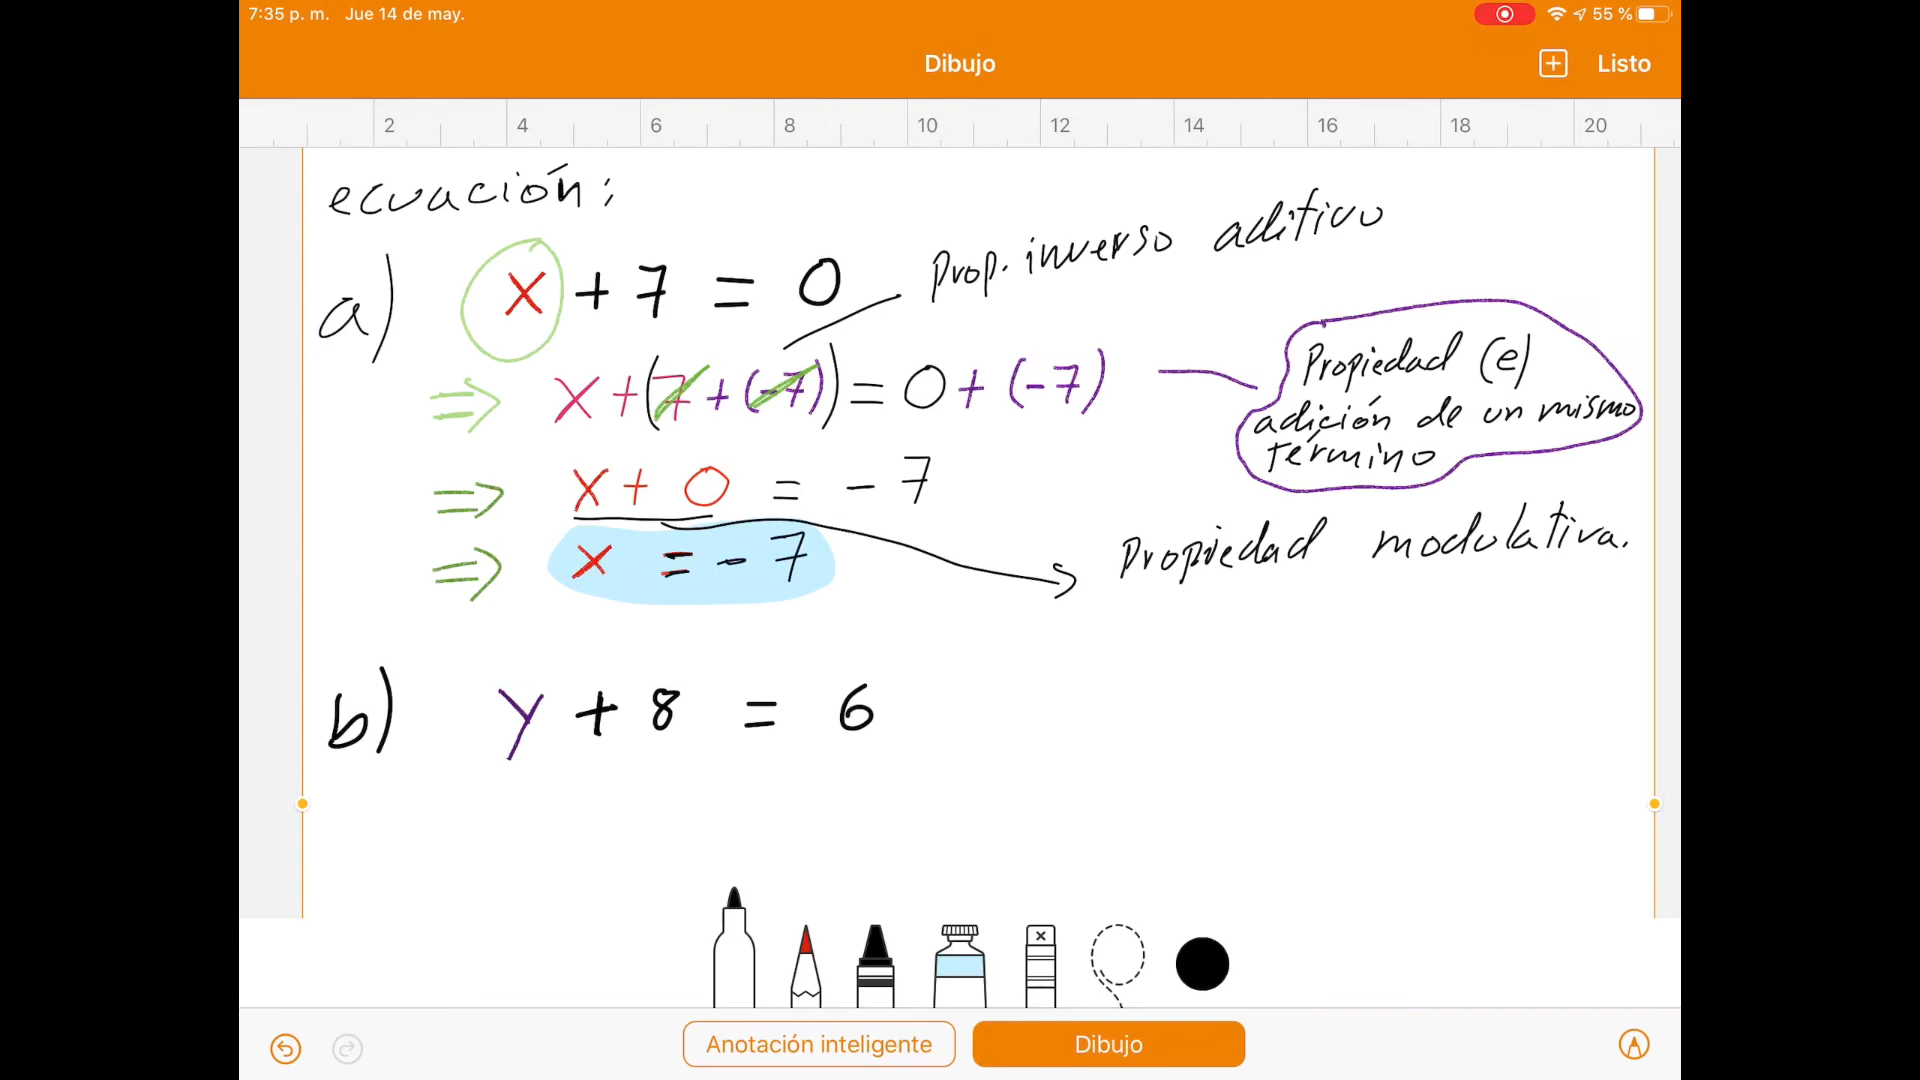 7:35 p. m. Jue 14 de may.
55 %
Dibujo
Listo
2 4 6 8 10 12 14 16 18 20
ecuación:
a) x + 7 = 0
Prop. inverso aditivo
⇒ x + (7 + (-7)) = 0 + (-7)
Propiedad (e)
adición de un mismo
término
⇒ x + 0 = - 7
⇒ x = - 7
Propiedad modulativa.
b) y + 8 = 6
Anotación inteligente
Dibujo